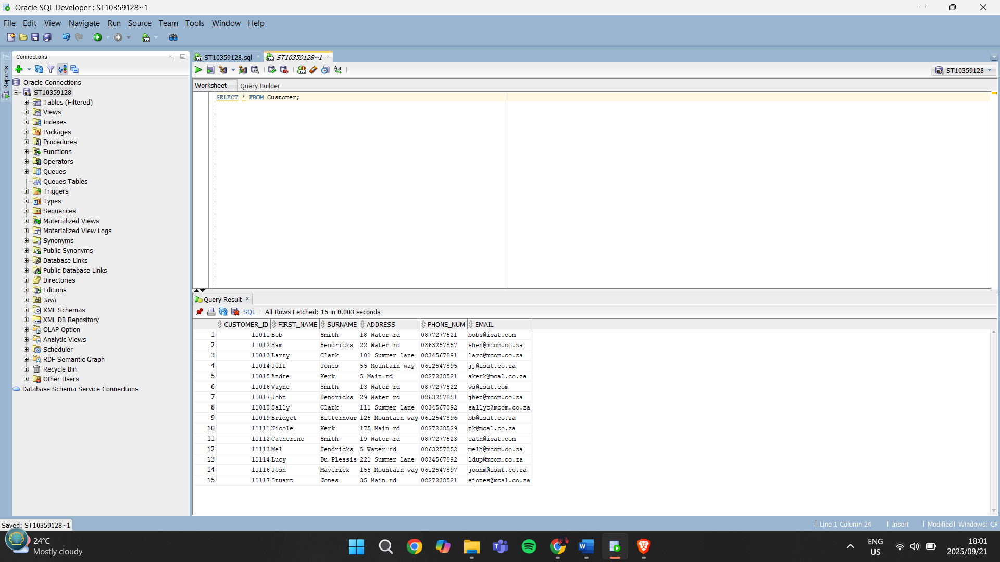 Oracle SQL Developer : ST10359128~1
File Edit View Navigate Run Source Team Tools Window Help
Reports
Connections
Oracle Connections
ST10359128
Tables (Filtered)
Views
Indexes
Packages
Procedures
Functions
Operators
Queues
Queues Tables
Triggers
Types
Sequences
Materialized Views
Materialized View Logs
Synonyms
Public Synonyms
Database Links
Public Database Links
Directories
Editions
Java
XML Schemas
XML DB Repository
OLAP Option
Analytic Views
Scheduler
RDF Semantic Graph
Recycle Bin
Other Users
Database Schema Service Connections
ST10359128.sql ST10359128~1
ST10359128
Worksheet Query Builder
SELECT * FROM Customer;
Query Result
SQL All Rows Fetched: 15 in 0.003 seconds
CUSTOMER_ID FIRST_NAME SURNAME ADDRESS PHONE_NUM EMAIL
1 11011 Bob Smith 18 Water rd 0877277521 bobs@isat.com
2 11012 Sam Hendricks 22 Water rd 0863257857 shen@mcom.co.za
3 11013 Larry Clark 101 Summer lane 0834567891 larc@mcom.co.za
4 11014 Jeff Jones 55 Mountain way 0612547895 jj@isat.co.za
5 11015 Andre Kerk 5 Main rd 0827238521 akerk@mcal.co.za
6 11016 Wayne Smith 13 Water rd 0877277522 ws@isat.com
7 11017 John Hendricks 29 Water rd 0863257851 jhen@mcom.co.za
8 11018 Sally Clark 111 Summer lane 0834567892 sallyc@mcom.co.za
9 11019 Bridget Bitterhour 125 Mountain way 0612547896 bb@isat.co.za
10 11111 Nicole Kerk 175 Main rd 0827238529 nk@mcal.co.za
11 11112 Catherine Smith 19 Water rd 0877277523 cath@isat.com
12 11113 Mel Hendricks 5 Water rd 0863257852 melh@mcom.co.za
13 11114 Lucy Du Plessis 221 Summer lane 0834567892 ldup@mcom.co.za
14 11116 Josh Maverick 155 Mountain way 0612547897 joshm@isat.co.za
15 11117 Stuart Jones 35 Main rd 0827238521 sjones@mcal.co.za
Saved: ST10359128~1
Line 1 Column 24 Insert Modified Windows: CF
24°C
Mostly cloudy
ENG
US
18:01
2025/09/21